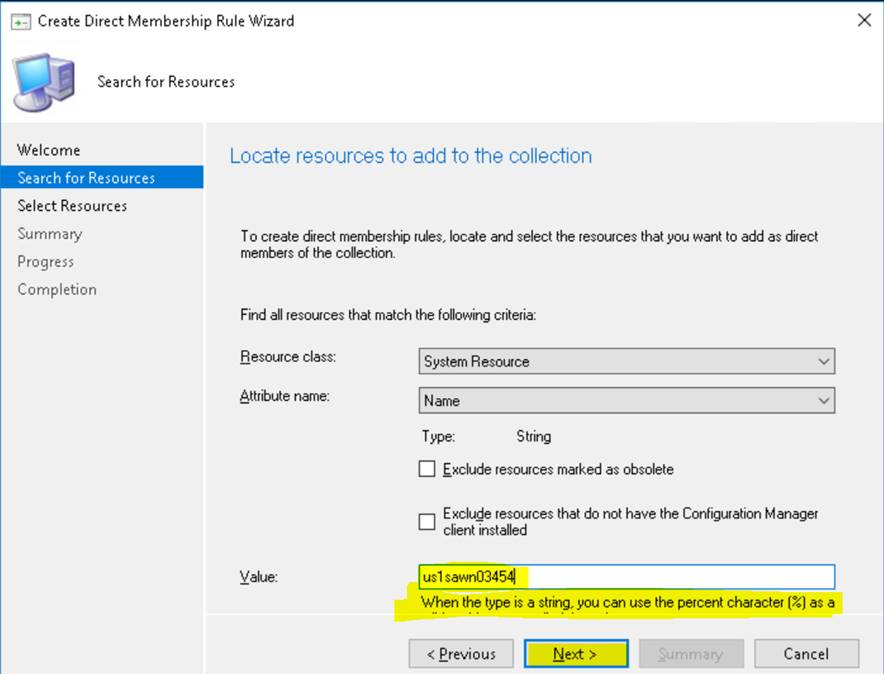 Create Direct Membership Rule Wizard
Search for Resources
Welcome
Search for Resources
Select Resources
Summary
Progress
Completion
Locate resources to add to the collection
To create direct membership rules, locate and select the resources that you want to add as direct
members of the collection.
Find all resources that match the following criteria:
Resource class:
System Resource
Attribute name:
Name
Type: String
Exclude resources marked as obsolete
Exclude resources that do not have the Configuration Manager
client installed
Value:
us1sawn03454
When the type is a string, you can use the percent character (%) as a
< Previous
Next >
Summary
Cancel